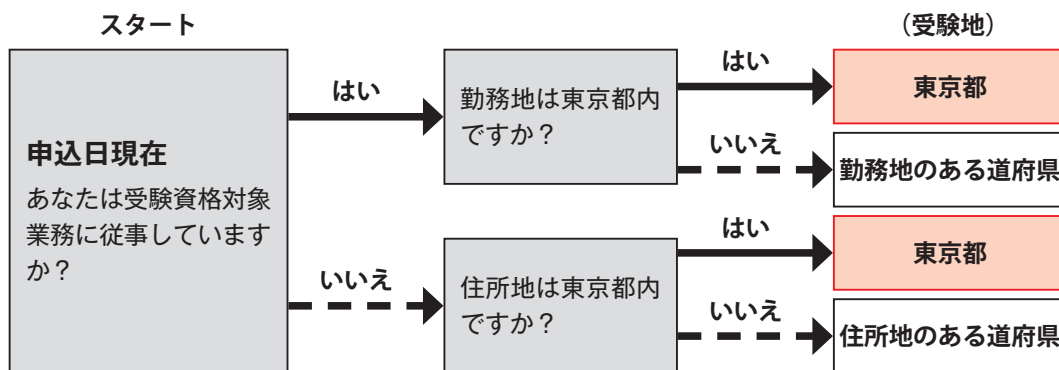 スタート
(受験地)
申込日現在
あなたは受験資格対象
業務に従事しています
か？
はい
勤務地は東京都内
ですか？
はい
東京都
いいえ
勤務地のある道府県
いいえ
住所地は東京都内
ですか？
はい
東京都
いいえ
住所地のある道府県